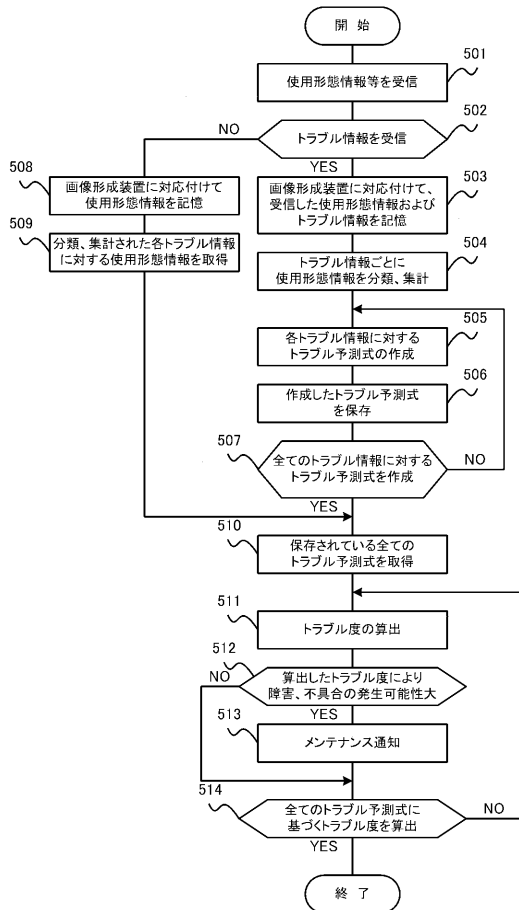 開 始
501
使用形態情報等を受信
502
NO
トラブル情報を受信
YES
508
画像形成装置に対応付けて
使用形態情報を記憶
503
画像形成装置に対応付けて、
受信した使用形態情報および
トラブル情報を記憶
509
分類、集計された各トラブル情報
に対する使用形態情報を取得
504
トラブル情報ごとに
使用形態情報を分類、集計
505
各トラブル情報に対する
トラブル予測式の作成
506
作成したトラブル予測式
を保存
507
全てのトラブル情報に対する
トラブル予測式を作成
NO
YES
510
保存されている全ての
トラブル予測式を取得
511
トラブル度の算出
512
NO
算出したトラブル度により
障害、不具合の発生可能性大
YES
513
メンテナンス通知
514
全てのトラブル予測式に
基づくトラブル度を算出
NO
YES
終 了